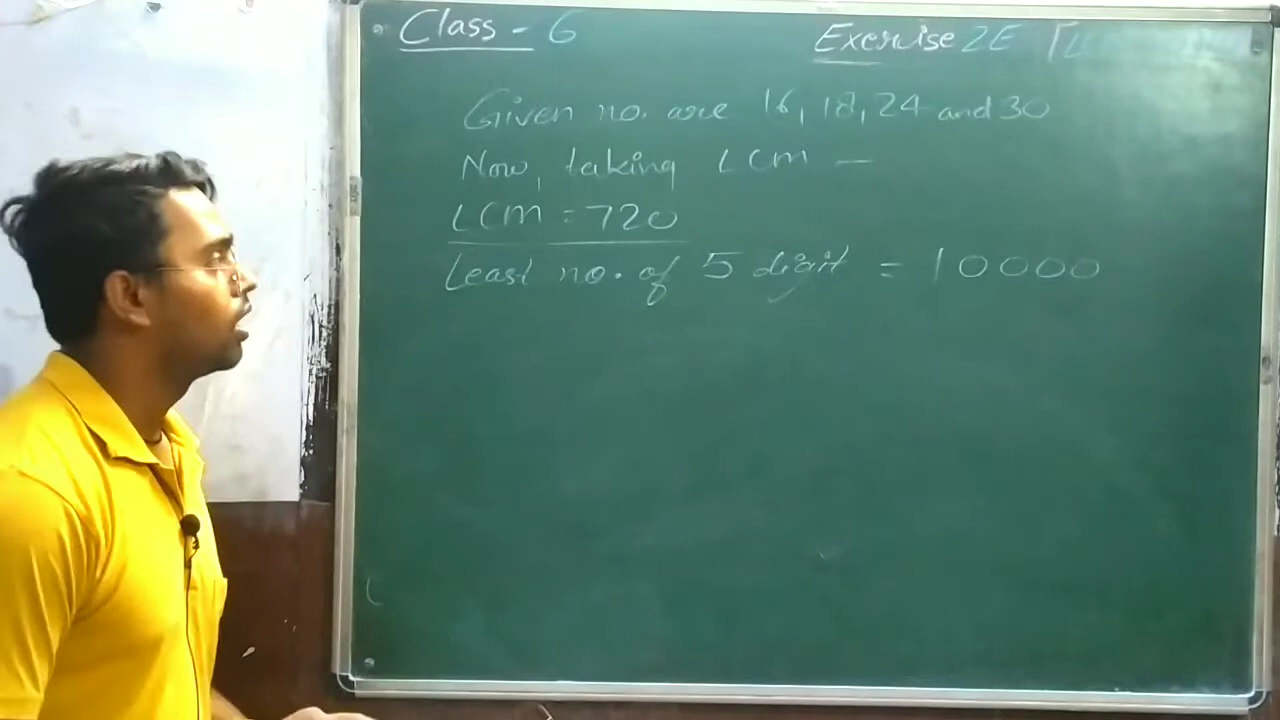 Class - 6
Exercise 2E
Given no. are 16, 18, 24 and 30
Now, taking LCM —
LCM = 720
Least no. of 5 digit = 10000